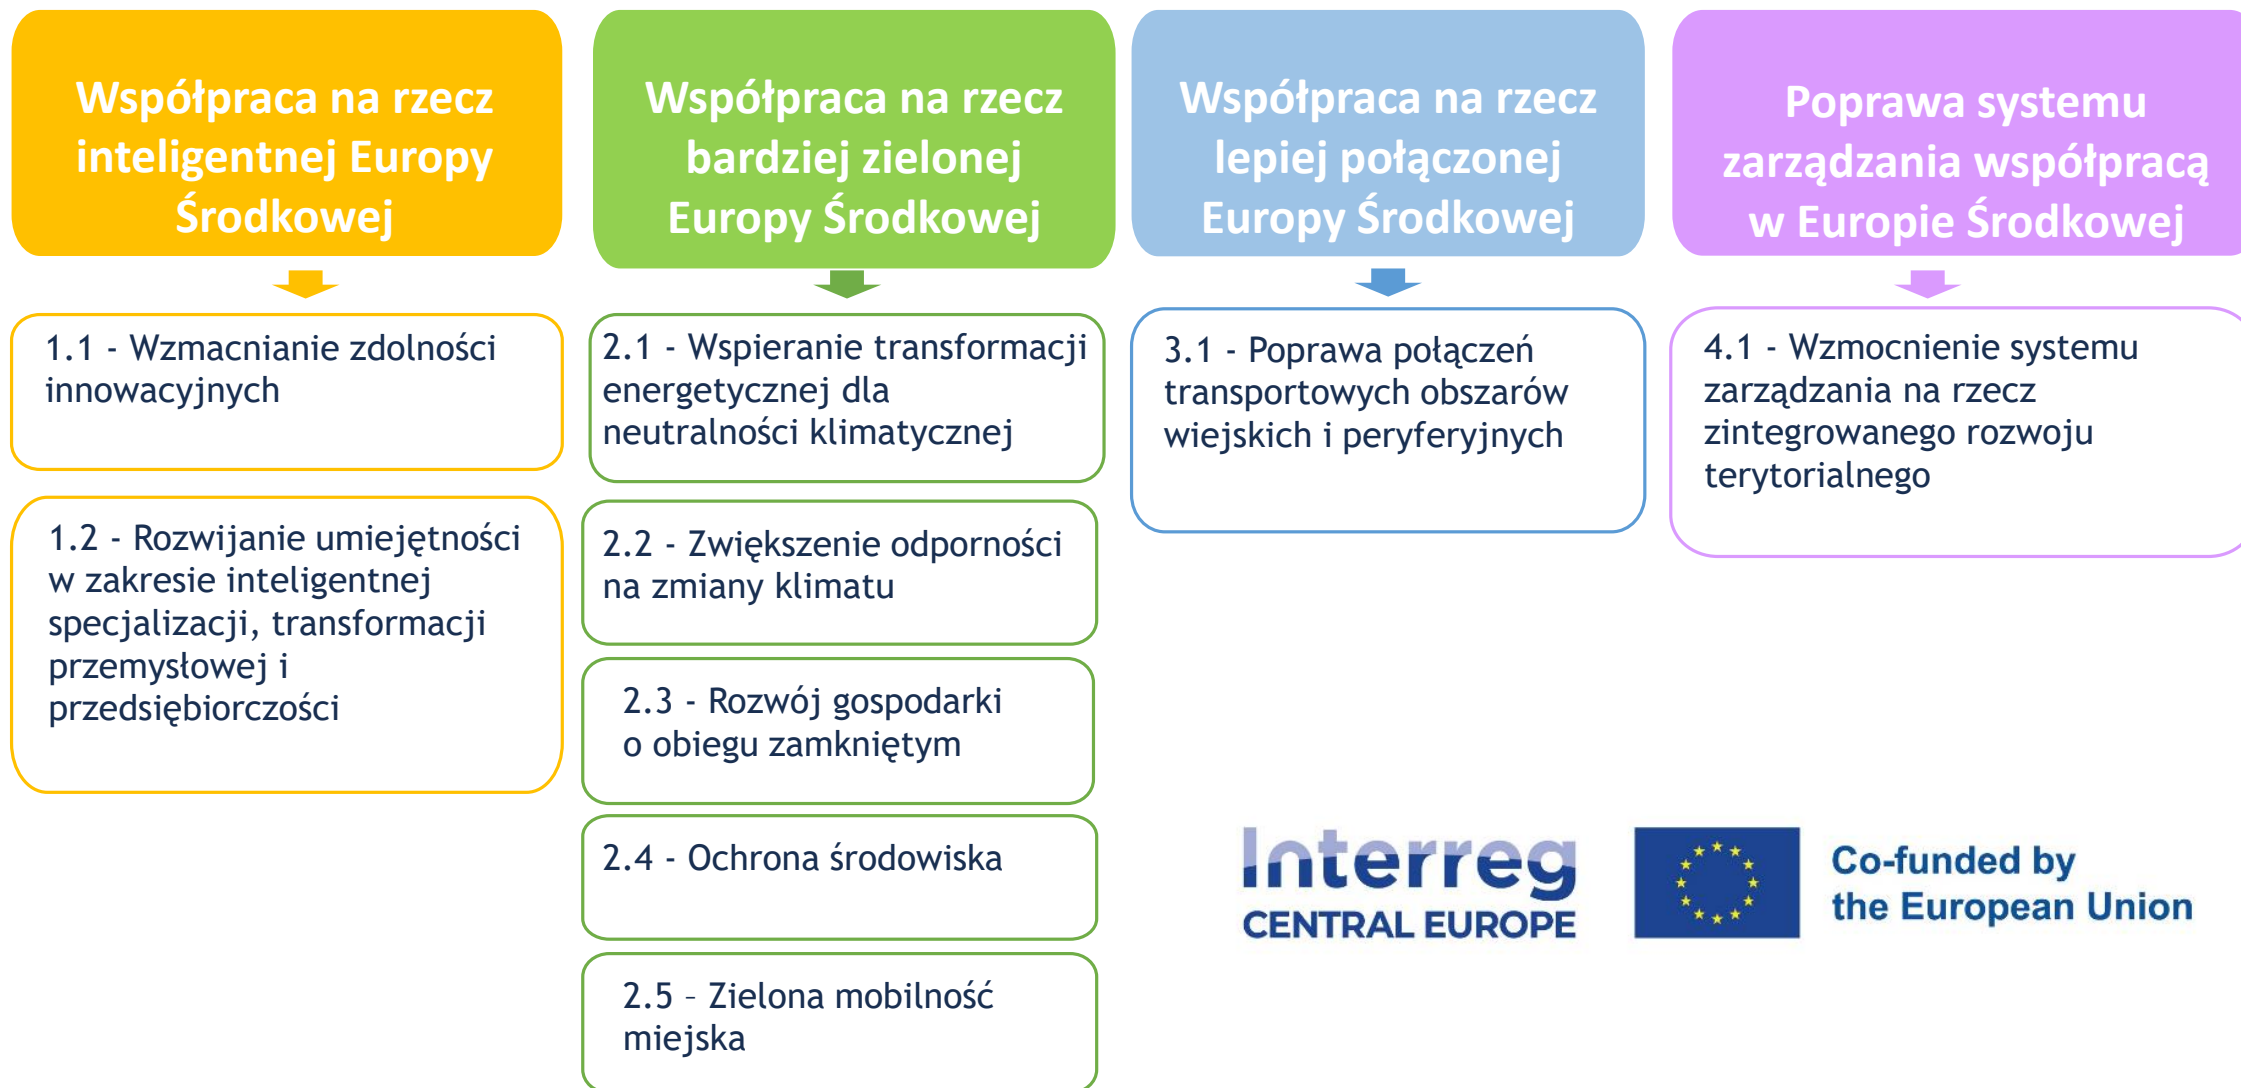 Współpraca na rzecz
inteligentnej Europy
Środkowej
1.1 - Wzmacnianie zdolności
innowacyjnych
1.2 - Rozwijanie umiejętności
w zakresie inteligentnej
specjalizacji, transformacji
przemysłowej i
przedsiębiorczości
Współpraca na rzecz
bardziej zielonej
Europy Środkowej
2.1 - Wspieranie transformacji
energetycznej dla
neutralności klimatycznej
2.2 - Zwiększenie odporności
na zmiany klimatu
2.3 - Rozwój gospodarki
o obiegu zamkniętym
2.4 - Ochrona środowiska
2.5 – Zielona mobilność
miejska
Współpraca na rzecz
lepiej połączonej
Europy Środkowej
3.1 - Poprawa połączeń
transportowych obszarów
wiejskich i peryferyjnych
Poprawa systemu
zarządzania współpracą
w Europie Środkowej
4.1 - Wzmocnienie systemu
zarządzania na rzecz
zintegrowanego rozwoju
terytorialnego
Interreg
CENTRAL EUROPE
Co-funded by
the European Union